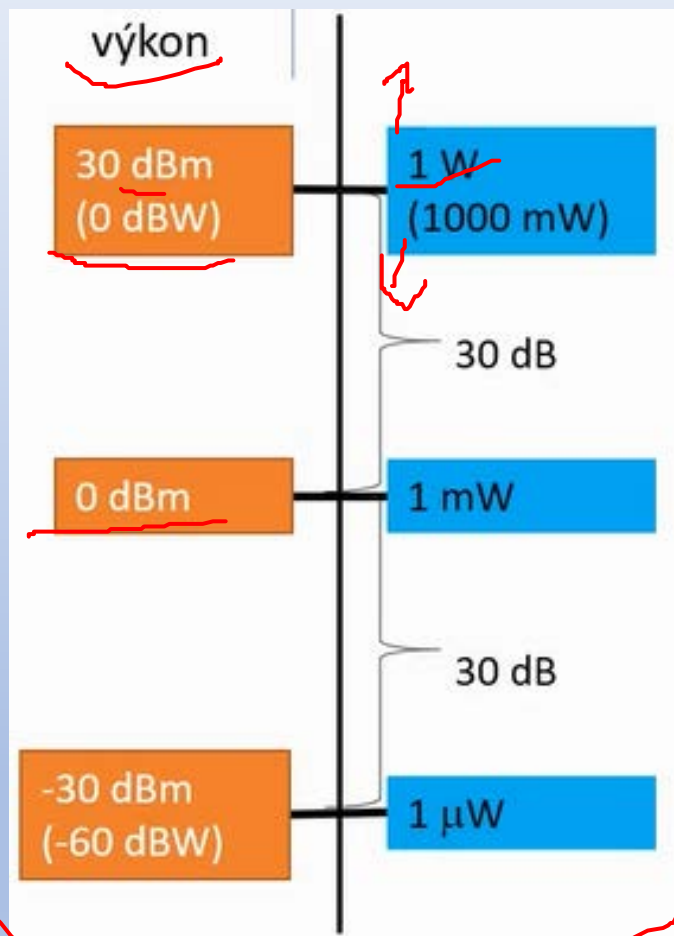 výkon
30 dBm
(0 dBW)
1 W
(1000 mW)
30 dB
0 dBm
1 mW
30 dB
-30 dBm
(-60 dBW)
1 μW